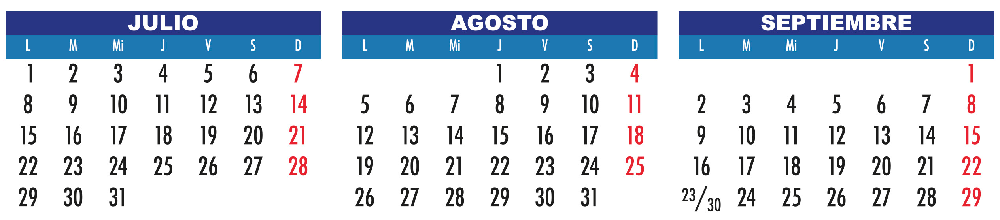 JULIO
L M Mi J V S D
1 2 3 4 5 6 7
8 9 10 11 12 13 14
15 16 17 18 19 20 21
22 23 24 25 26 27 28
29 30 31
AGOSTO
L M Mi J V S D
1 2 3 4
5 6 7 8 9 10 11
12 13 14 15 16 17 18
19 20 21 22 23 24 25
26 27 28 29 30 31
SEPTIEMBRE
L M Mi J V S D
1
2 3 4 5 6 7 8
9 10 11 12 13 14 15
16 17 18 19 20 21 22
23/30 24 25 26 27 28 29